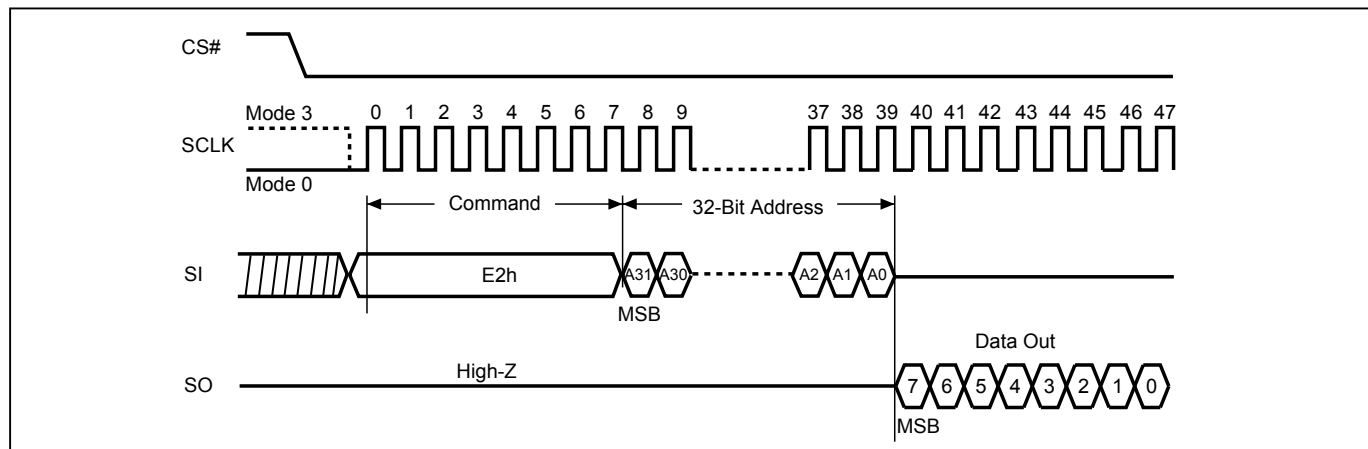 CS#
Mode 3
0 1 2 3 4 5 6 7 8 9 37 38 39 40 41 42 43 44 45 46 47
SCLK
Mode 0
Command 32-Bit Address
SI E2h A31 A30 A2 A1 A0
MSB
Data Out
High-Z
SO 7 6 5 4 3 2 1 0
MSB